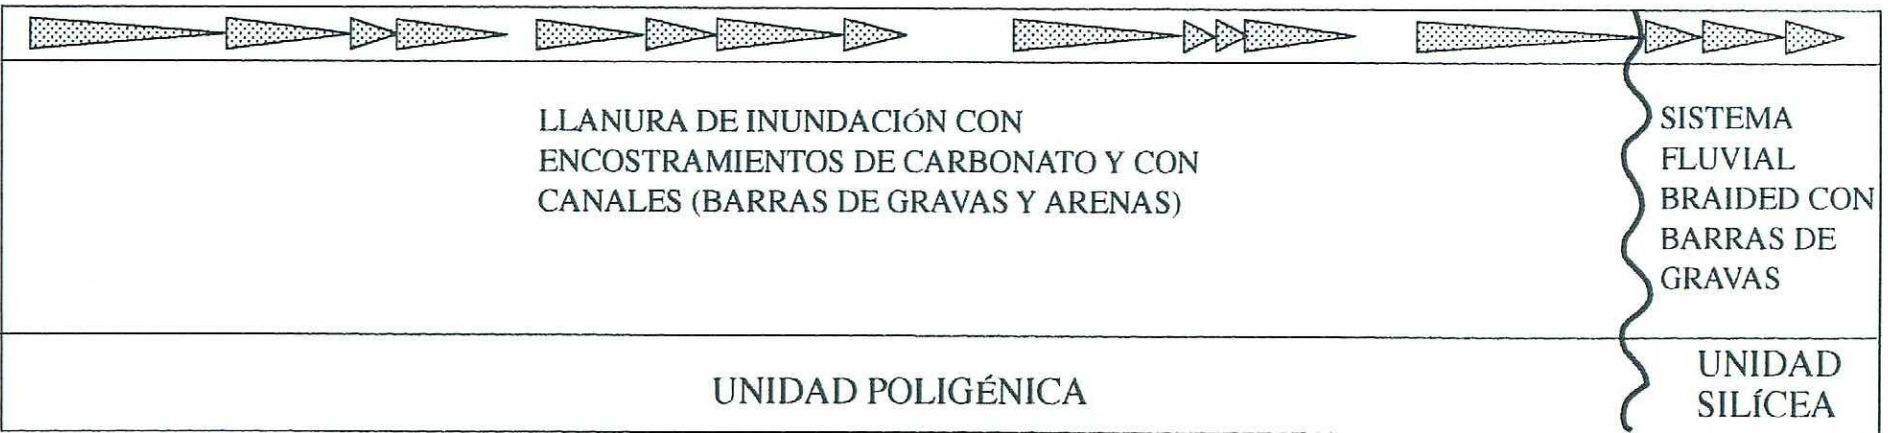 LLANURA DE INUNDACIÓN CON
ENCOSTRAMIENTOS DE CARBONATO Y CON
CANALES (BARRAS DE GRAVAS Y ARENAS)
SISTEMA
FLUVIAL
BRAIDED CON
BARRAS DE
GRAVAS
UNIDAD POLIGÉNICA
UNIDAD
SILÍCEA